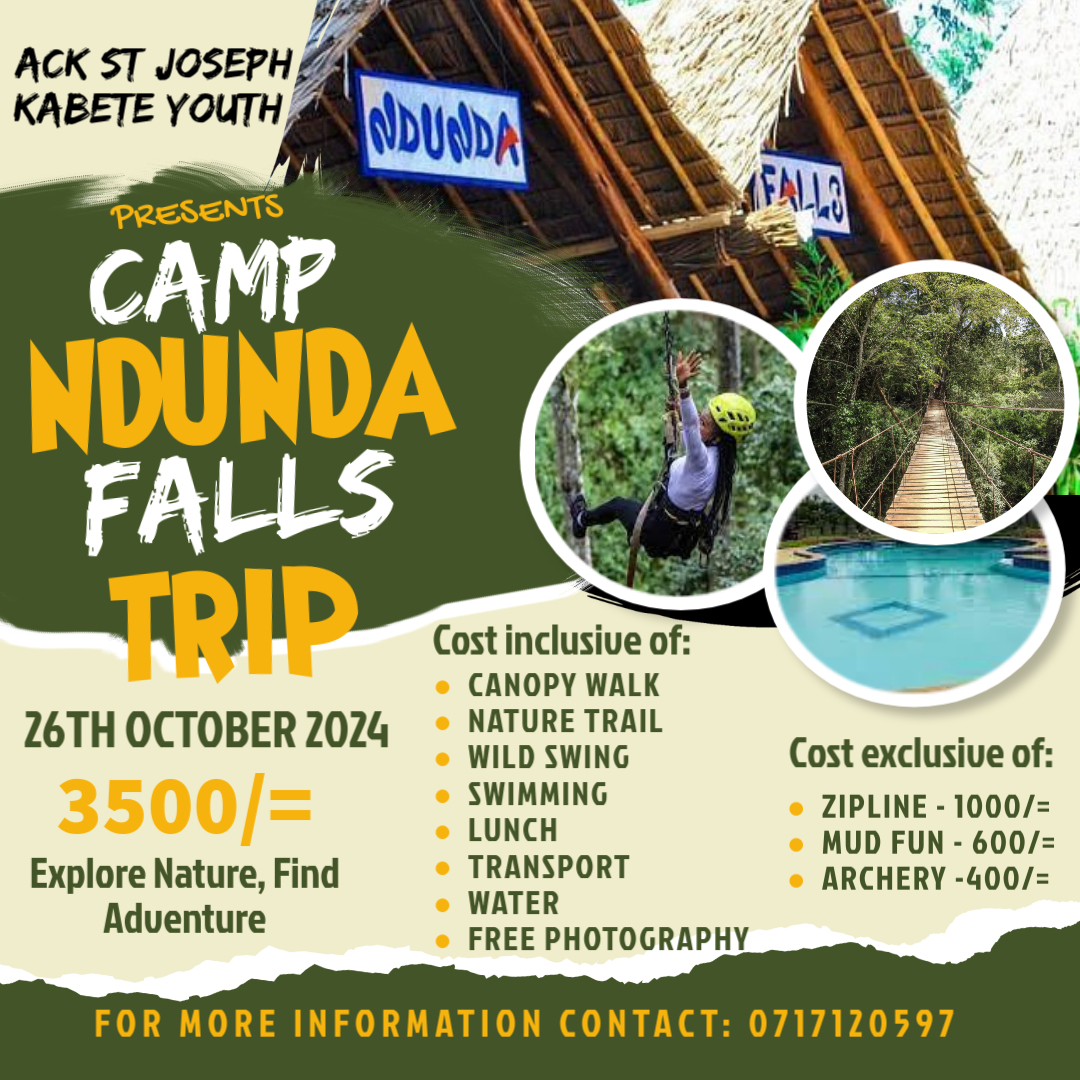 ACK ST JOSEPH
KABETE YOUTH
NDUNDA
FALLS
PRESENTS
CAMP
NDUNDA
FALLS
TRIP
26TH OCTOBER 2024
3500/=
Explore Nature, Find
Adventure
Cost inclusive of:
• CANOPY WALK
• NATURE TRAIL
• WILD SWING
• SWIMMING
• LUNCH
• TRANSPORT
• WATER
• FREE PHOTOGRAPHY
Cost exclusive of:
• ZIPLINE - 1000/=
• MUD FUN - 600/=
• ARCHERY -400/=
FOR MORE INFORMATION CONTACT: 0717120597